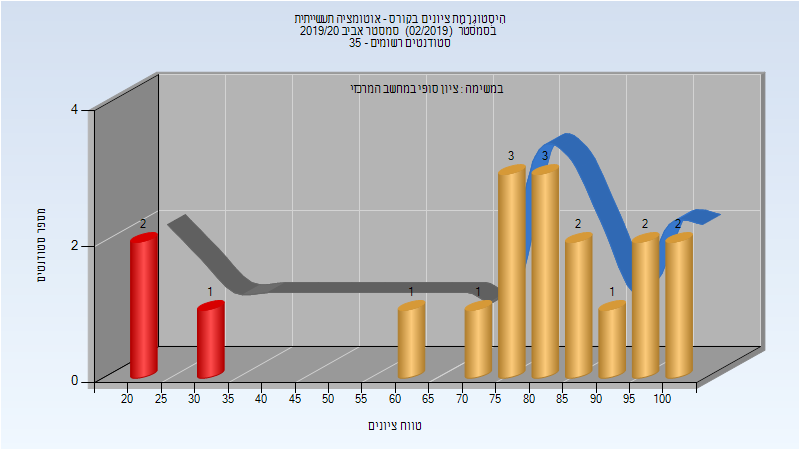 הִיסְטוֹגְרָמַת ציונים בקורס - אוטומציה תעשייתית
בסמסטר (02/2019) סמסטר אביב 2019/20
סטודנטים רשומים - 35
במשימה : ציון סופי במחשב המרכזי
מספר סטודנטים
4
2
0
2
1
1
1
3
3
2
1
2
2
20 25 30 35 40 45 50 55 60 65 70 75 80 85 90 95 100
טווח ציונים